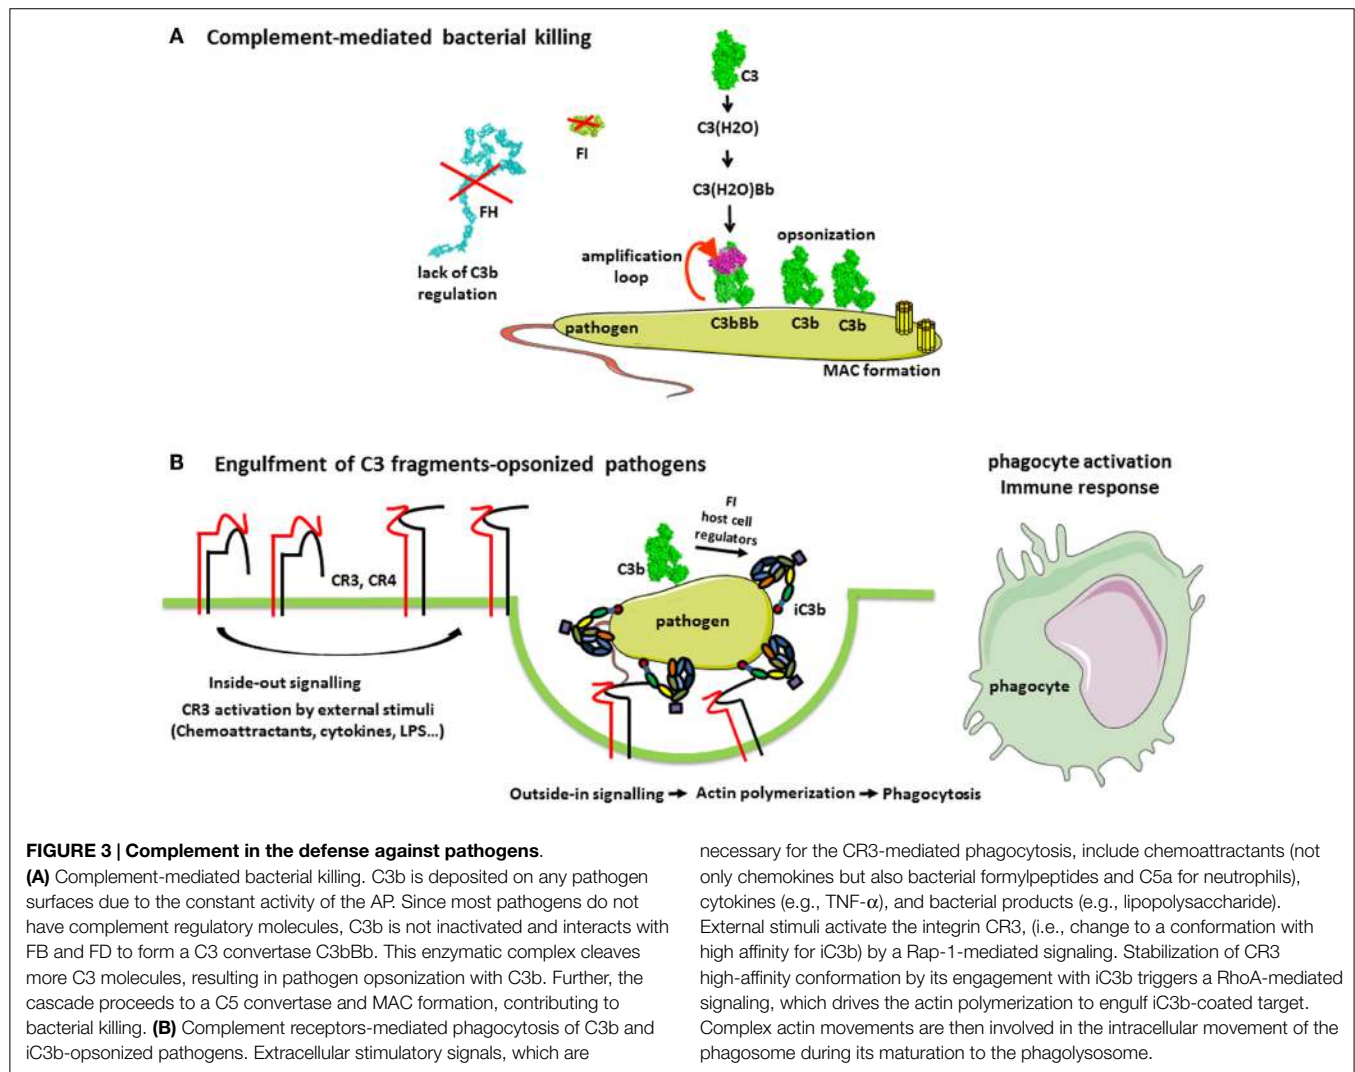 A Complement-mediated bacterial killing
C3
C3(H2O)
FI
C3(H2O)Bb
FH
opsonization
amplification
loop
lack of C3b
regulation
pathogen
C3bBb
C3b
C3b
MAC formation
B Engulfment of C3 fragments-opsonized pathogens
phagocyte activation
Immune response
FI
host cell
regulators
C3b
CR3, CR4
iC3b
pathogen
phagocyte
Inside-out signalling
CR3 activation by external stimuli
(Chemoattractants, cytokines, LPS...)
Outside-in signalling → Actin polymerization → Phagocytosis
FIGURE 3 | Complement in the defense against pathogens.
(A) Complement-mediated bacterial killing. C3b is deposited on any pathogen
surfaces due to the constant activity of the AP. Since most pathogens do not
have complement regulatory molecules, C3b is not inactivated and interacts with
FB and FD to form a C3 convertase C3bBb. This enzymatic complex cleaves
more C3 molecules, resulting in pathogen opsonization with C3b. Further, the
cascade proceeds to a C5 convertase and MAC formation, contributing to
bacterial killing. (B) Complement receptors-mediated phagocytosis of C3b and
iC3b-opsonized pathogens. Extracellular stimulatory signals, which are
necessary for the CR3-mediated phagocytosis, include chemoattractants (not
only chemokines but also bacterial formylpeptides and C5a for neutrophils),
cytokines (e.g., TNF-α), and bacterial products (e.g., lipopolysaccharide).
External stimuli activate the integrin CR3, (i.e., change to a conformation with
high affinity for iC3b) by a Rap-1-mediated signaling. Stabilization of CR3
high-affinity conformation by its engagement with iC3b triggers a RhoA-mediated
signaling, which drives the actin polymerization to engulf iC3b-coated target.
Complex actin movements are then involved in the intracellular movement of the
phagosome during its maturation to the phagolysosome.